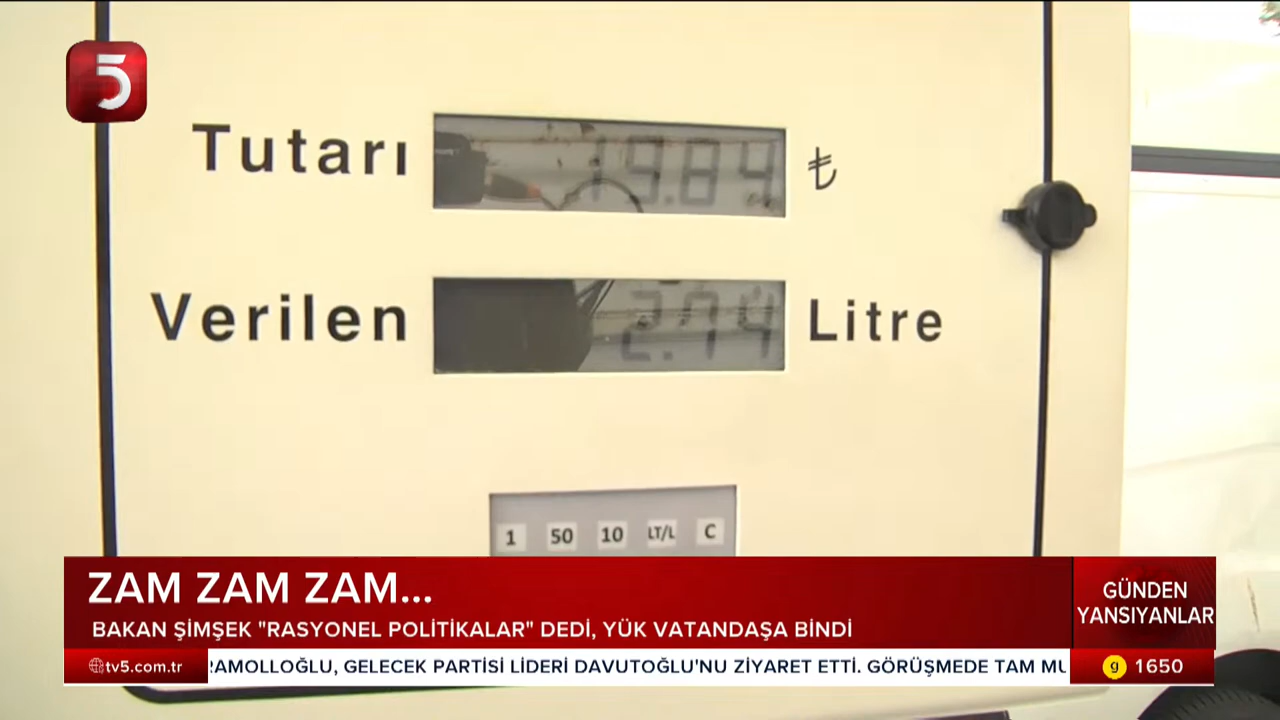 5
Tutarı 19.84 ₺
Verilen 2.74 Litre
1 50 10 LT/L C
ZAM ZAM ZAM...
BAKAN ŞİMŞEK "RASYONEL POLİTİKALAR" DEDİ, YÜK VATANDAŞA BİNDİ
GÜNDEN
YANSIYANLAR
tv5.com.tr
RAMOLLOĞLU, GELECEK PARTİSİ LİDERİ DAVUTOĞLU'NU ZİYARET ETTİ. GÖRÜŞMEDE TAM MU
g 1650